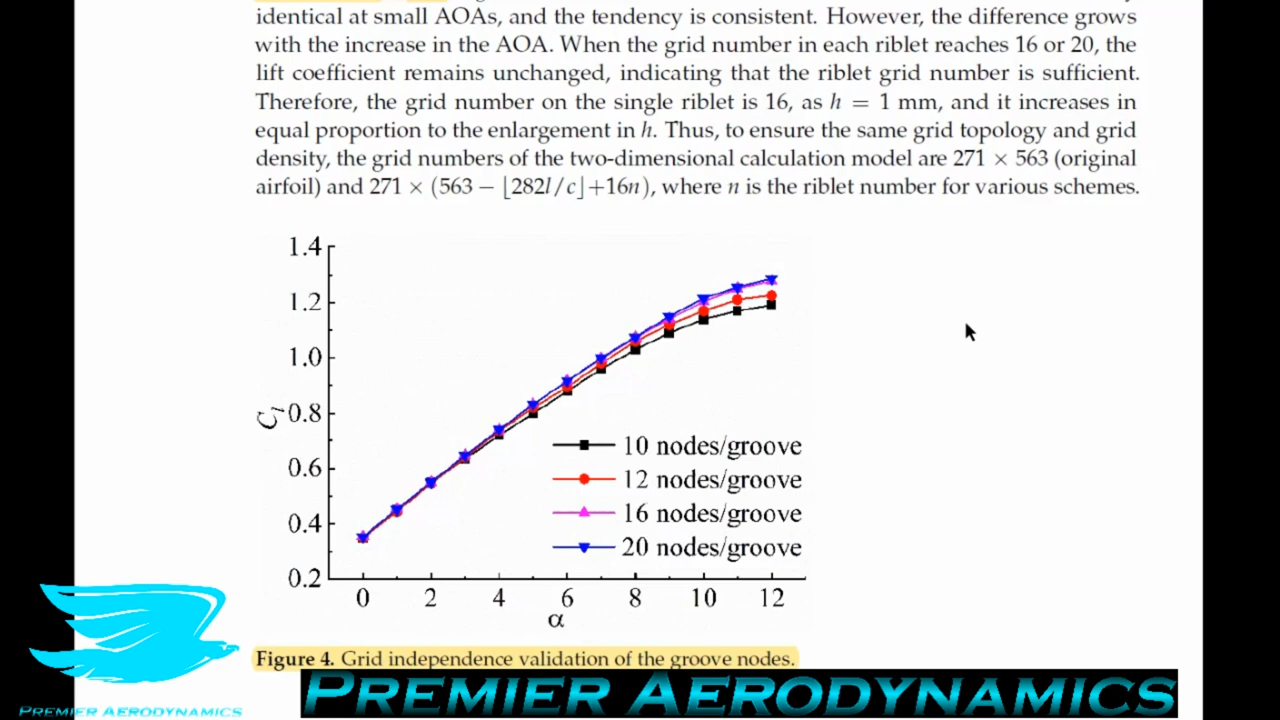 identical at small AOAs, and the tendency is consistent. However, the difference grows
with the increase in the AOA. When the grid number in each riblet reaches 16 or 20, the
lift coefficient remains unchanged, indicating that the riblet grid number is sufficient.
Therefore, the grid number on the single riblet is 16, as h = 1 mm, and it increases in
equal proportion to the enlargement in h. Thus, to ensure the same grid topology and grid
density, the grid numbers of the two-dimensional calculation model are 271 × 563 (original
airfoil) and 271 × (563 − ⌊282l/c⌋+16n), where n is the riblet number for various schemes.
1.4
1.2
1.0
0.8
0.6
0.4
0.2
Cl
10 nodes/groove
12 nodes/groove
16 nodes/groove
20 nodes/groove
0 2 4 6 8 10 12
α
Figure 4. Grid independence validation of the groove nodes.
PREMIER AERODYNAMICS
PREMIER AERODYNAMICS